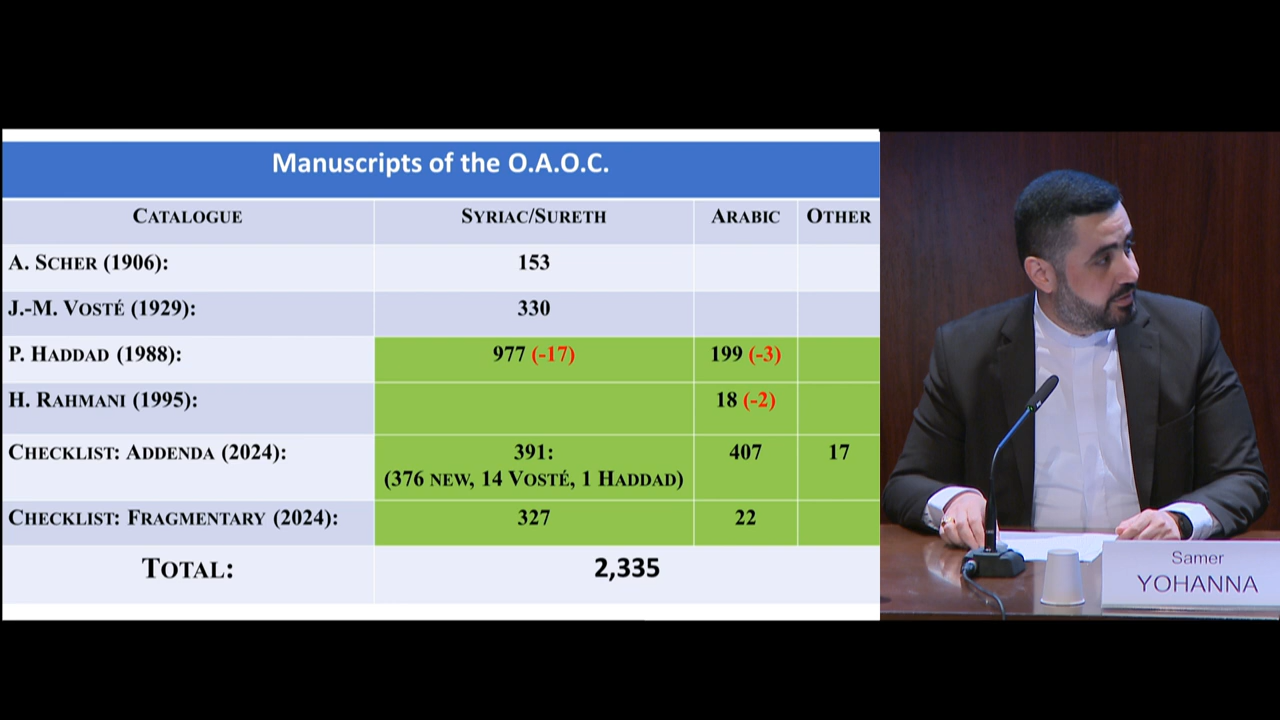 Manuscripts of the O.A.O.C.
CATALOGUE SYRIAC/SURETH ARABIC OTHER
A. SCHER (1906): 153
J.-M. VOSTÉ (1929): 330
P. HADDAD (1988): 977 (-17) 199 (-3)
H. RAHMANI (1995): 18 (-2)
CHECKLIST: ADDENDA (2024): 391: 407 17
(376 NEW, 14 VOSTÉ, 1 HADDAD)
CHECKLIST: FRAGMENTARY (2024): 327 22
TOTAL: 2,335
Samer
YOHANNA